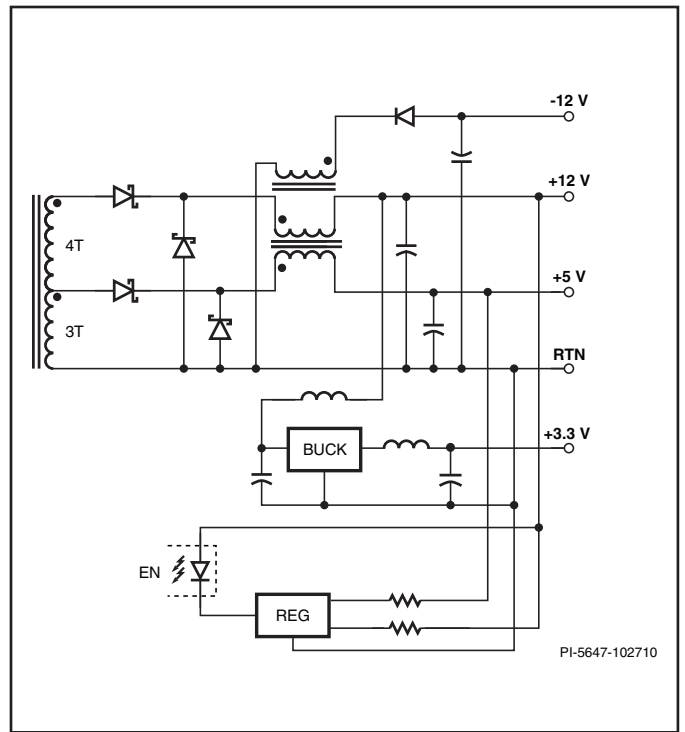 -12 V
+12 V
4T
+5 V
3T
RTN
+3.3 V
BUCK
EN
REG
PI-5647-102710